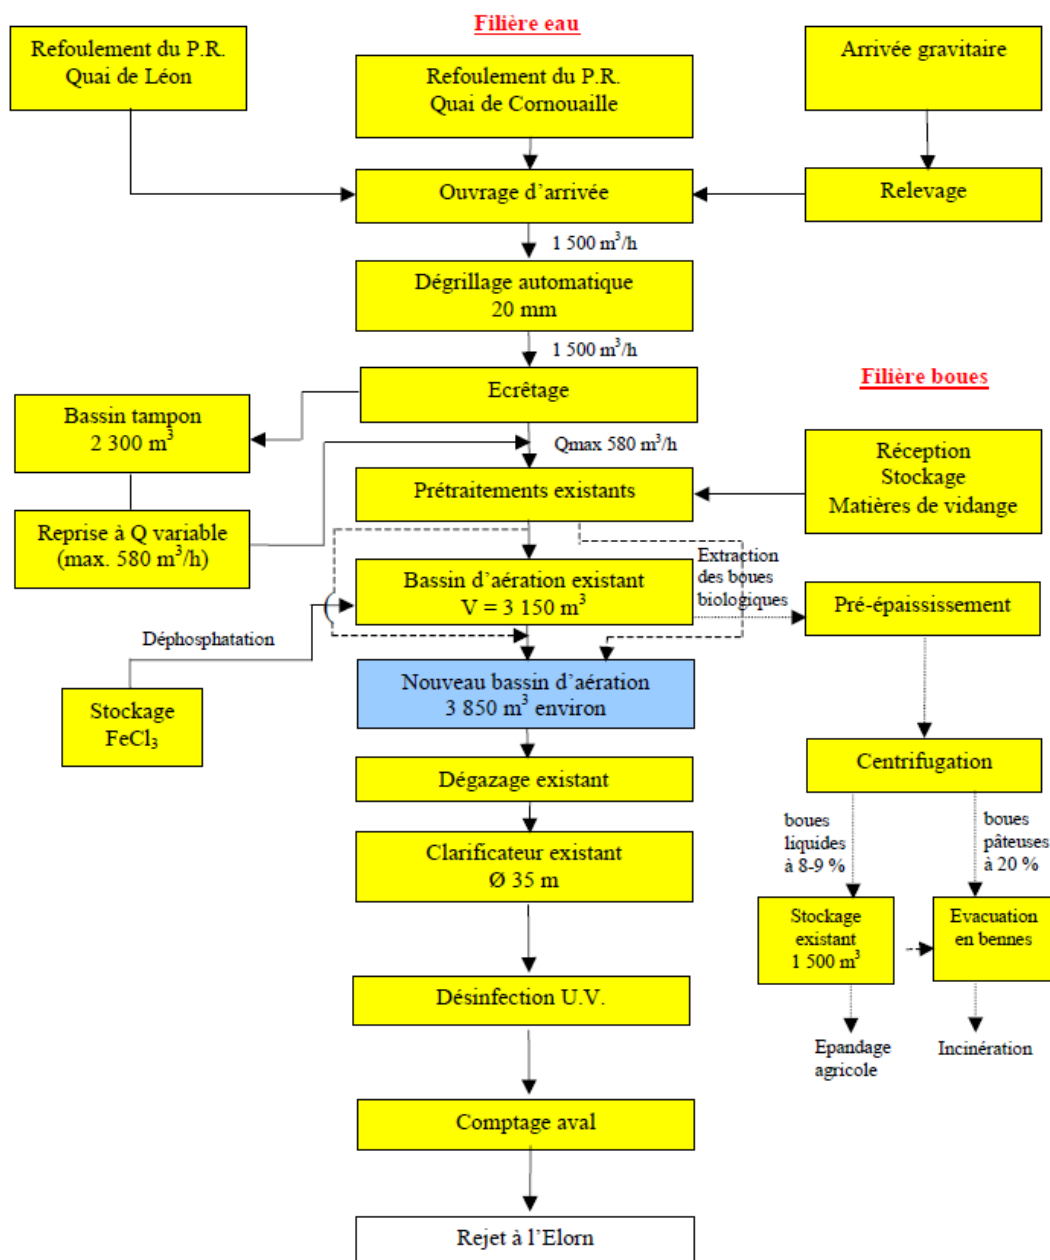 Filière eau
Refoulement du P.R.
Quai de Léon
Refoulement du P.R.
Quai de Cornouaille
Arrivée gravitaire
Ouvrage d’arrivée
Relevage
1 500 m³/h
Dégrillage automatique
20 mm
1 500 m³/h
Ecrêtage
Filière boues
Bassin tampon
2 300 m³
Qmax 580 m³/h
Réception
Stockage
Matières de vidange
Prétraitements existants
Reprise à Q variable
(max. 580 m³/h)
Extraction
des boues
biologiques
Bassin d’aération existant
V = 3 150 m³
Pré-épaississement
Déphosphatation
Nouveau bassin d’aération
3 850 m³ environ
Stockage
FeCl₃
Dégazage existant
Centrifugation
boues
liquides
à 8-9 %
boues
pâteuses
à 20 %
Clarificateur existant
Ø 35 m
Stockage
existant
1 500 m³
Evacuation
en bennes
Désinfection U.V.
Epandage
agricole
Incinération
Comptage aval
Rejet à l’Elorn